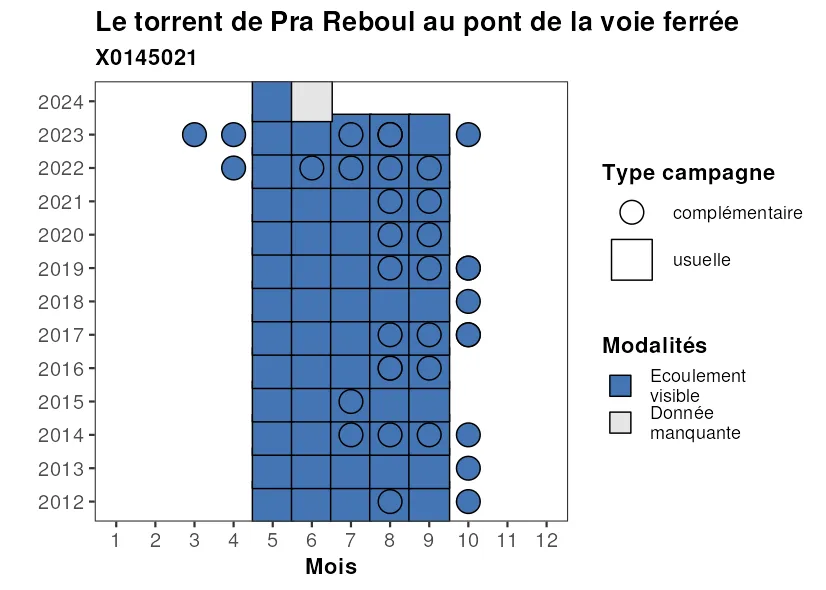 Le torrent de Pra Reboul au pont de la voie ferrée
X0145021
2024
2023
2022
2021
2020
2019
2018
2017
2016
2015
2014
2013
2012
1 2 3 4 5 6 7 8 9 10 11 12
Mois
Type campagne
complémentaire
usuelle
Modalités
Ecoulement
visible
Donnée
manquante